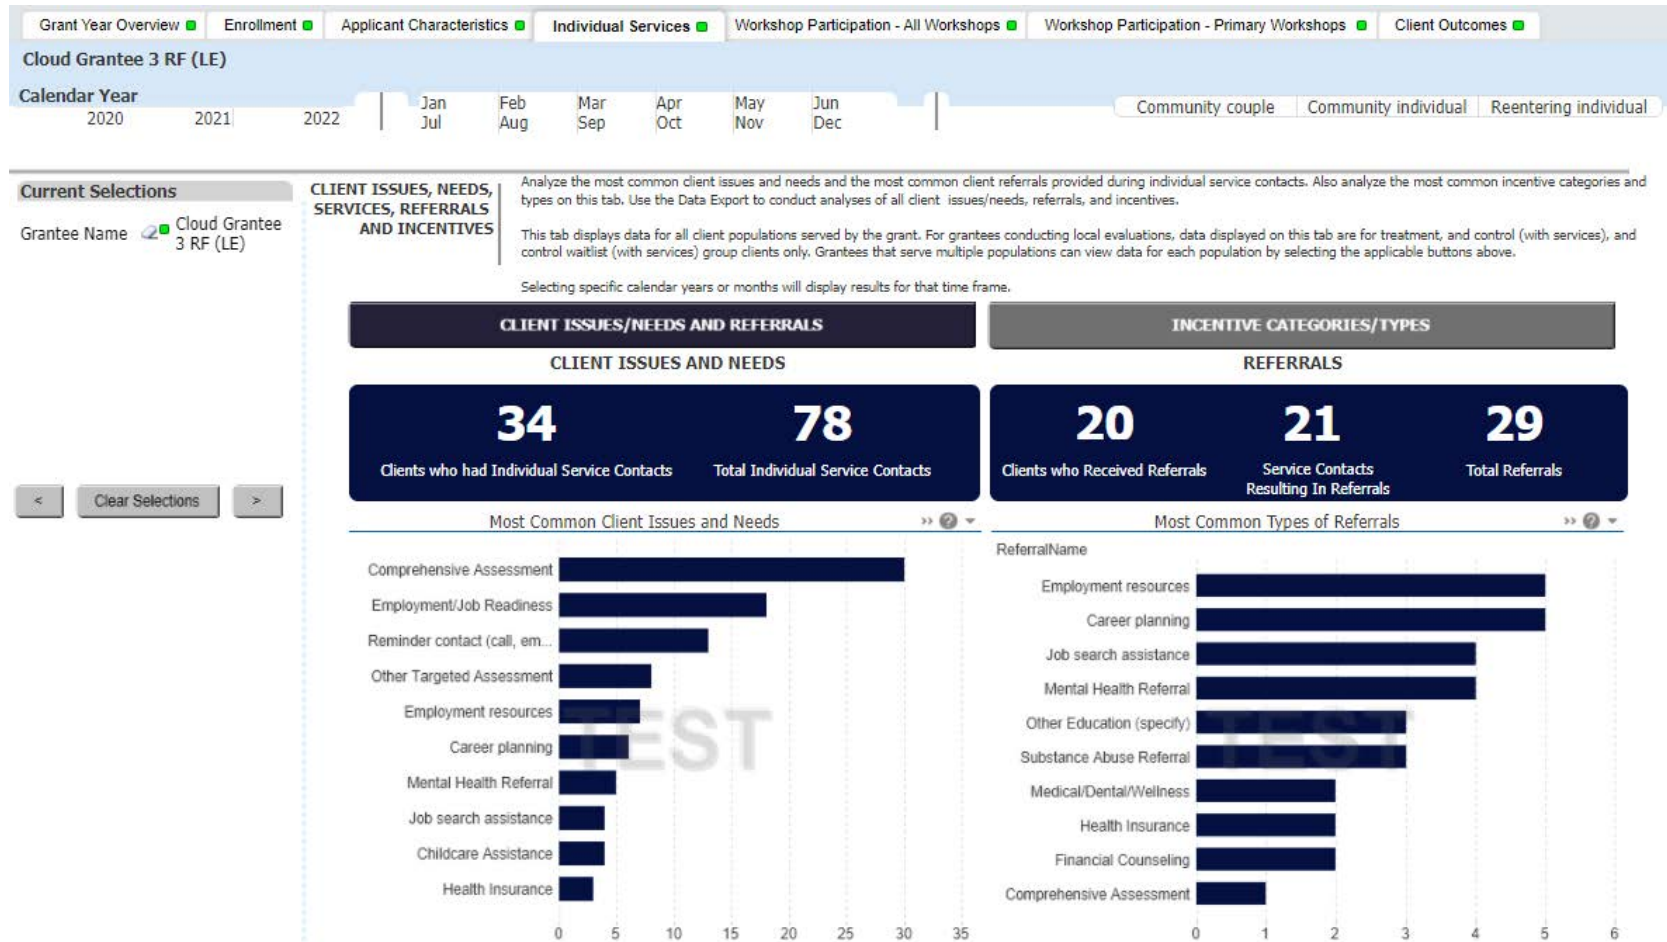 Grant Year Overview
Enrollment
Applicant Characteristics
Individual Services
Workshop Participation - All Workshops
Workshop Participation - Primary Workshops
Client Outcomes
Cloud Grantee 3 RF (LE)
Calendar Year
2020 2021 2022
Jan Feb Mar Apr May Jun
Jul Aug Sep Oct Nov Dec
Community couple
Community individual
Reentering individual
Current Selections
Grantee Name Cloud Grantee
3 RF (LE)
< Clear Selections >
CLIENT ISSUES, NEEDS,
SERVICES, REFERRALS
AND INCENTIVES
Analyze the most common client issues and needs and the most common client referrals provided during individual service contacts. Also analyze the most common incentive categories and
types on this tab. Use the Data Export to conduct analyses of all client issues/needs, referrals, and incentives.
This tab displays data for all client populations served by the grant. For grantees conducting local evaluations, data displayed on this tab are for treatment, and control (with services), and
control waitlist (with services) group clients only. Grantees that serve multiple populations can view data for each population by selecting the applicable buttons above.
Selecting specific calendar years or months will display results for that time frame.
CLIENT ISSUES/NEEDS AND REFERRALS
INCENTIVE CATEGORIES/TYPES
CLIENT ISSUES AND NEEDS
34
Clients who had Individual Service Contacts
78
Total Individual Service Contacts
Most Common Client Issues and Needs
Comprehensive Assessment
Employment/Job Readiness
Reminder contact (call, em...
Other Targeted Assessment
Employment resources
Career planning
Mental Health Referral
Job search assistance
Childcare Assistance
Health Insurance
0 5 10 15 20 25 30 35
TEST
REFERRALS
20
Clients who Received Referrals
21
Service Contacts
Resulting In Referrals
29
Total Referrals
Most Common Types of Referrals
ReferralName
Employment resources
Career planning
Job search assistance
Mental Health Referral
Other Education (specify)
Substance Abuse Referral
Medical/Dental/Wellness
Health Insurance
Financial Counseling
Comprehensive Assessment
0 1 2 3 4 5 6
TEST